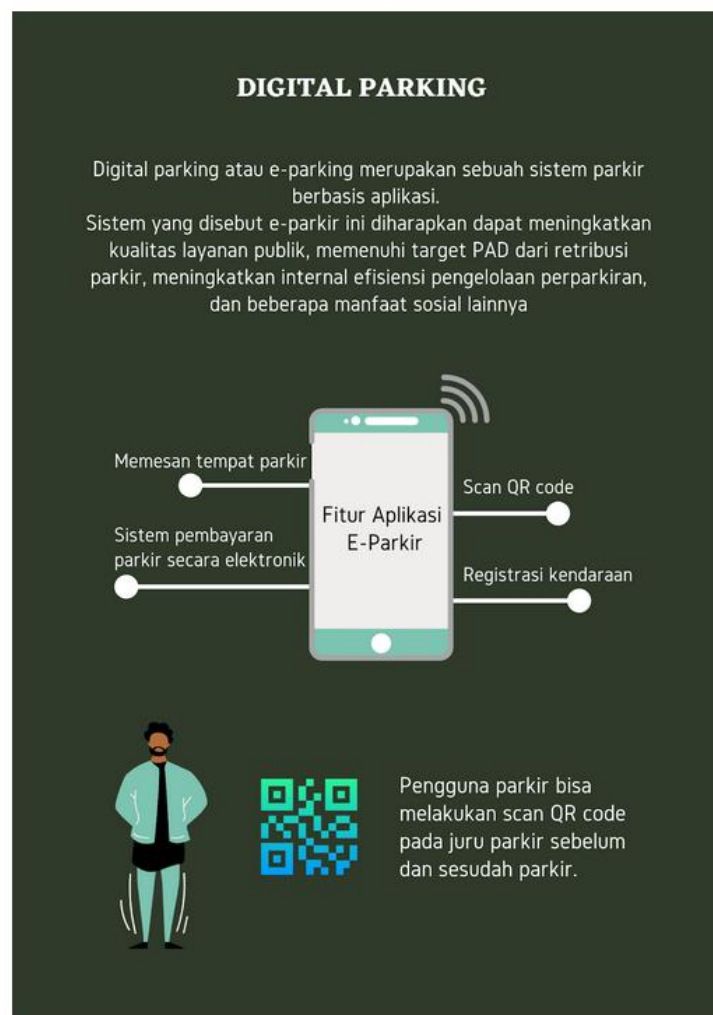 DIGITAL PARKING
Digital parking atau e-parking merupakan sebuah sistem parkir
berbasis aplikasi.
Sistem yang disebut e-parkir ini diharapkan dapat meningkatkan
kualitas layanan publik, memenuhi target PAD dari retribusi
parkir, meningkatkan internal efisiensi pengelolaan perparkiran,
dan beberapa manfaat sosial lainnya
Memesan tempat parkir
Sistem pembayaran
parkir secara elektronik
Fitur Aplikasi
E-Parkir
Scan QR code
Registrasi kendaraan
Pengguna parkir bisa
melakukan scan QR code
pada juru parkir sebelum
dan sesudah parkir.